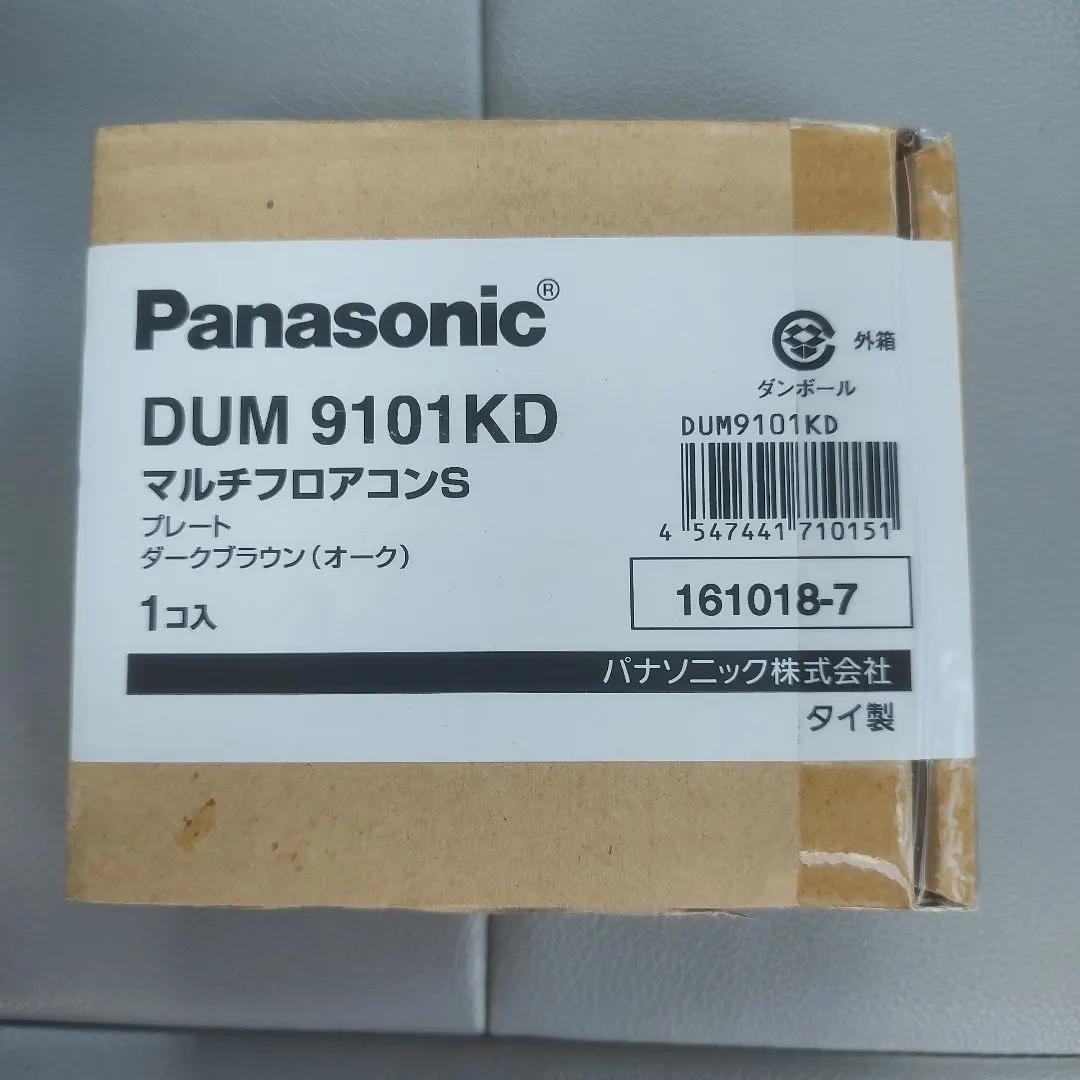 Panasonic®
DUM 9101KD
マルチフロアコンS
プレート
ダークブラウン(オーク)
1コ入
外箱
ダンボール
DUM9101KD
4 547441 710151
161018-7
パナソニック株式会社
タイ製